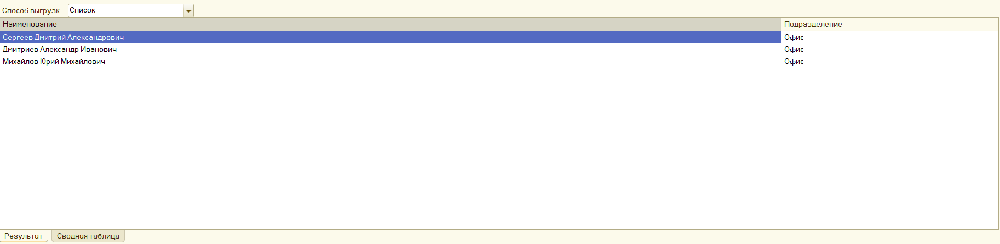 Способ выгрузк... Список
Наименование Подразделение
Сергеев Дмитрий Александрович Офис
Дмитриев Александр Иванович Офис
Михайлов Юрий Михайлович Офис
Результат Сводная таблица